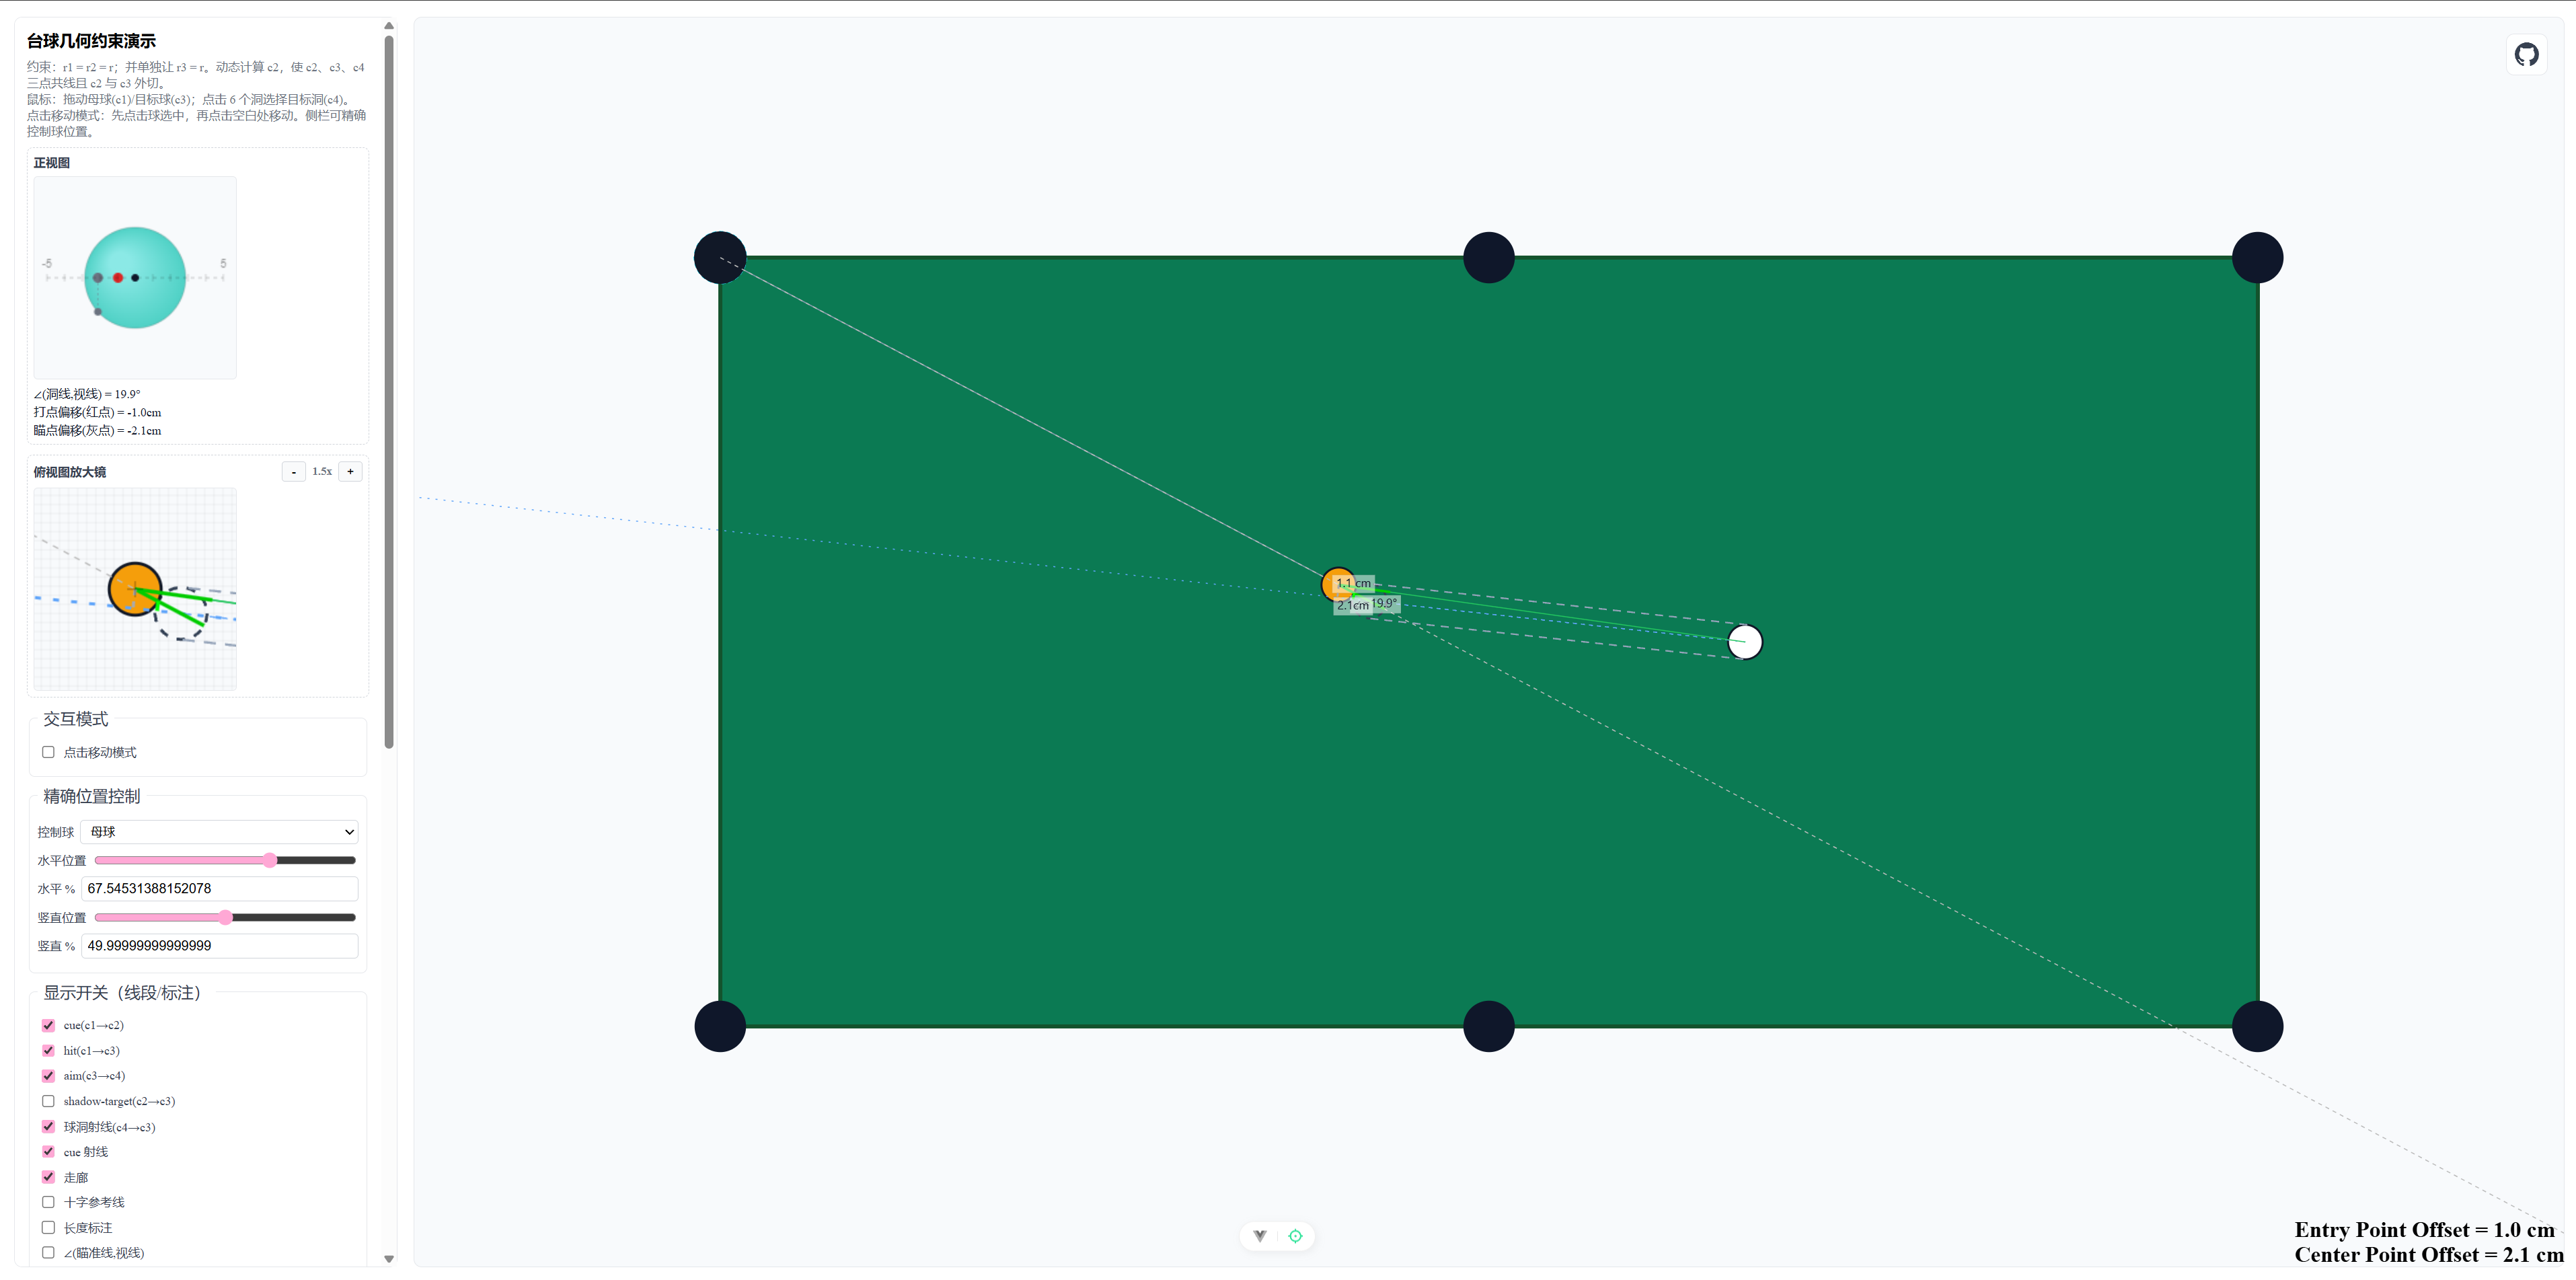 台球几何约束演示
约束：r1 = r2 = r；并单独让 r3 = r。动态计算 c2，使 c2、c3、c4
三点共线且 c2 与 c3 外切。
鼠标：拖动母球(c1)/目标球(c3)；点击 6 个洞选择目标洞(c4)。
点击移动模式：先点击球选中，再点击空白处移动。侧栏可精确
控制球位置。
正视图
-5 5
∠(洞线,视线) = 19.9°
打点偏移(红点) = -1.0cm
瞄点偏移(灰点) = -2.1cm
俯视图放大镜 - 1.5x +
交互模式
点击移动模式
精确位置控制
控制球 母球
水平位置
水平 % 67.54531388152078
竖直位置
竖直 % 49.99999999999999
显示开关（线段/标注）
cue(c1→c2)
hit(c1→c3)
aim(c3→c4)
shadow-target(c2→c3)
球洞射线(c4→c3)
cue 射线
走廊
十字参考线
长度标注
∠(瞄准线,视线)
1.1 cm
2.1cm 19.9°
Entry Point Offset = 1.0 cm
Center Point Offset = 2.1 cm